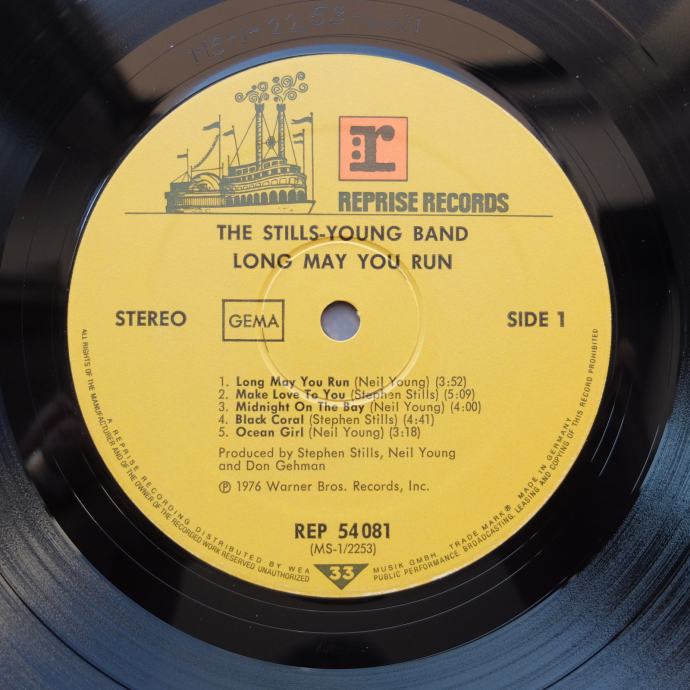 r
REPRISE RECORDS
THE STILLS-YOUNG BAND
LONG MAY YOU RUN
STEREO
GEMA
SIDE 1
1. Long May You Run (Neil Young) (3:52)
2. Make Love To You (Stephen Stills) (5:09)
3. Midnight On the Bay (Neil Young) (4:00)
4. Black Coral (Stephen Stills) (4:41)
5. Ocean Girl (Neil Young) (3:18)
Produced by Stephen Stills, Neil Young
and Don Gehman
℗ 1976 Warner Bros. Records, Inc.
REP 54 081
(MS-1/2253)
33
A REPRISE RECORDING DISTRIBUTED BY WEA MUSIK GMBH. TRADE MARK® MADE IN GERMANY
ALL RIGHTS OF THE MANUFACTURER AND OF THE OWNER OF THE RECORDED WORK RESERVED UNAUTHORIZED PUBLIC PERFORMANCE. BROADCASTING. LEASING AND COPYING OF THIS RECORD PROHIBITED